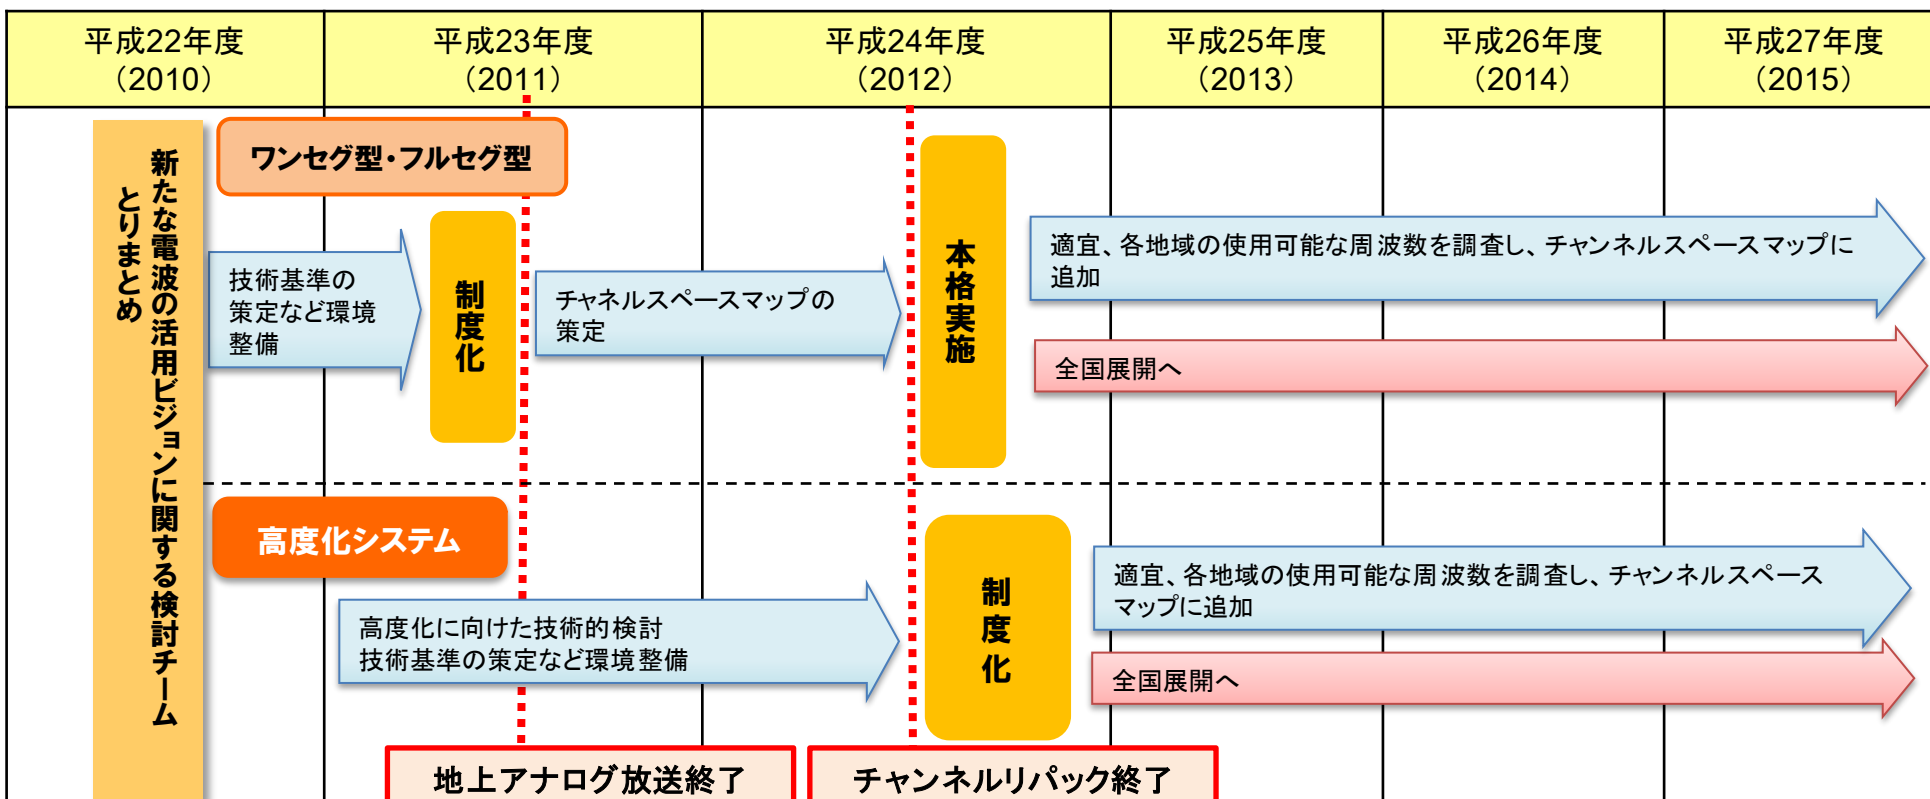 平成22年度
（2010）
平成23年度
（2011）
平成24年度
（2012）
平成25年度
（2013）
平成26年度
（2014）
平成27年度
（2015）
新たな電波の活用ビジョンに関する検討チーム
とりまとめ
ワンセグ型・フルセグ型
技術基準の
策定など環境
整備
制度化
チャネルスペースマップの
策定
本格実施
適宜、各地域の使用可能な周波数を調査し、チャンネルスペースマップに
追加
全国展開へ
高度化システム
高度化に向けた技術的検討
技術基準の策定など環境整備
制度化
適宜、各地域の使用可能な周波数を調査し、チャンネルスペース
マップに追加
全国展開へ
地上アナログ放送終了
チャンネルリパック終了